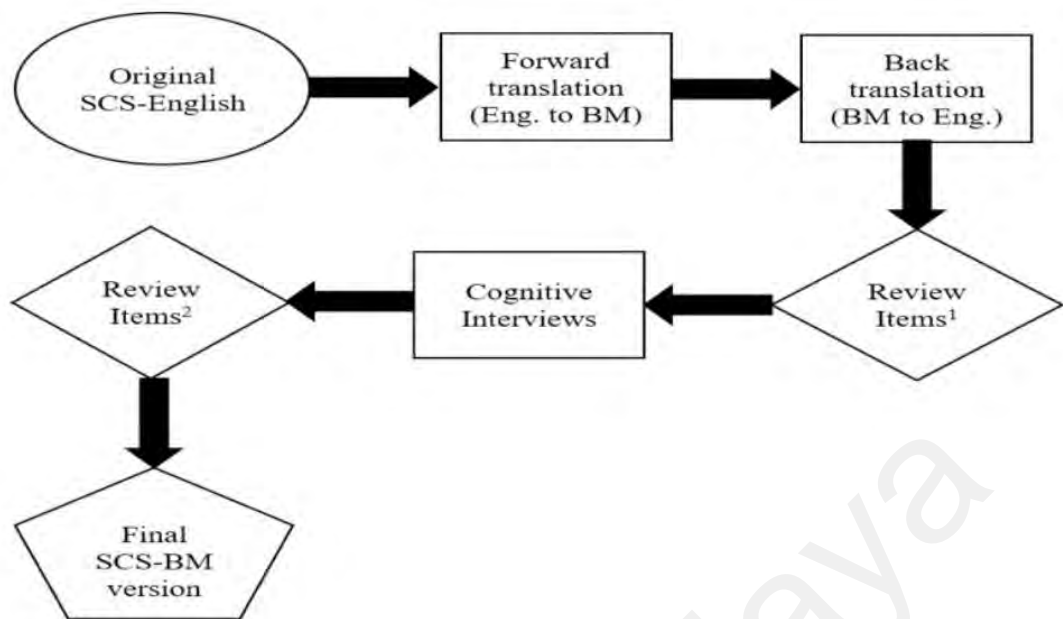 Original
SCS-English
Forward
translation
(Eng. to BM)
Back
translation
(BM to Eng.)
Review
Items¹
Cognitive
Interviews
Review
Items²
Final
SCS-BM
version